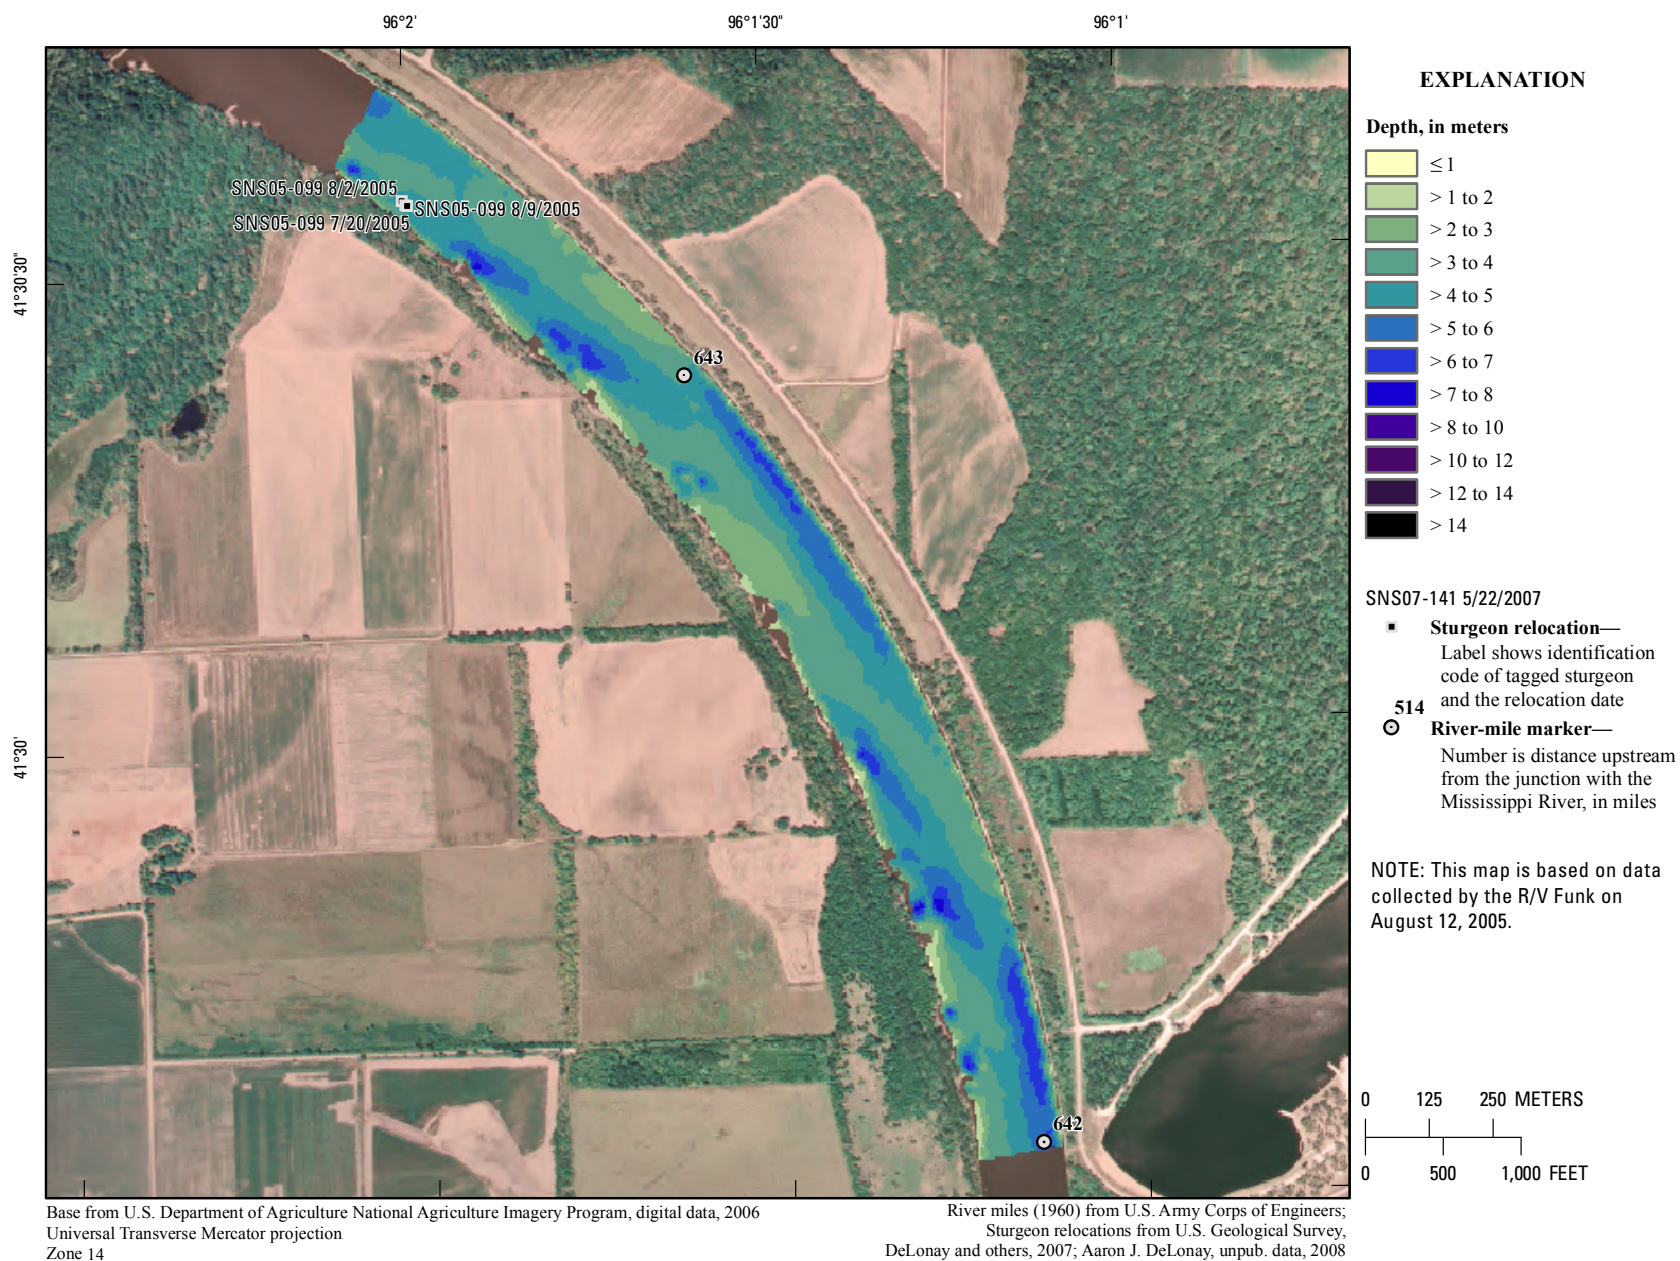 96°2'
96°1'30"
96°1'
41°30'30"
41°30'
SNS05-099 8/2/2005
SNS05-099 8/9/2005
SNS05-099 7/20/2005
643
642
EXPLANATION
Depth, in meters
≤ 1
> 1 to 2
> 2 to 3
> 3 to 4
> 4 to 5
> 5 to 6
> 6 to 7
> 7 to 8
> 8 to 10
> 10 to 12
> 12 to 14
> 14
SNS07-141 5/22/2007
Sturgeon relocation—
Label shows identification
code of tagged sturgeon
and the relocation date
514
River-mile marker—
Number is distance upstream
from the junction with the
Mississippi River, in miles
NOTE: This map is based on data
collected by the R/V Funk on
August 12, 2005.
0 125 250 METERS
0 500 1,000 FEET
Base from U.S. Department of Agriculture National Agriculture Imagery Program, digital data, 2006
Universal Transverse Mercator projection
Zone 14
River miles (1960) from U.S. Army Corps of Engineers;
Sturgeon relocations from U.S. Geological Survey,
DeLonay and others, 2007; Aaron J. DeLonay, unpub. data, 2008